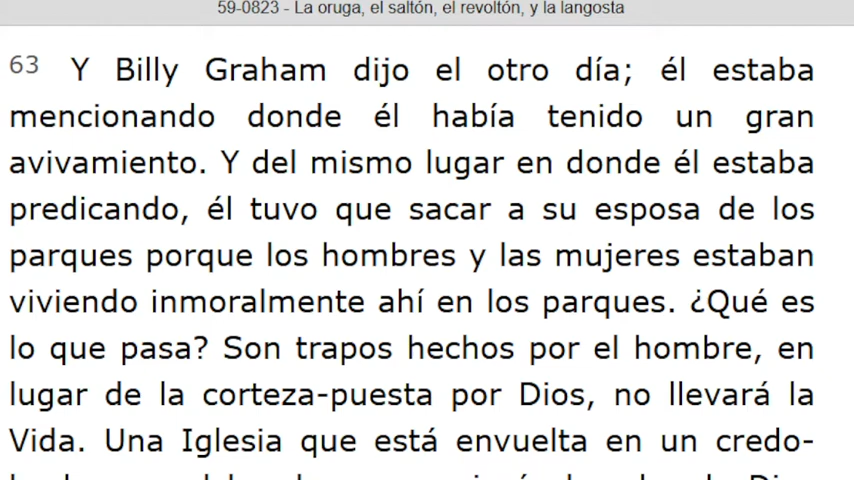 59-0823 - La oruga, el saltón, el revoltón, y la langosta
63 Y Billy Graham dijo el otro día; él estaba
mencionando donde él había tenido un gran
avivamiento. Y del mismo lugar en donde él estaba
predicando, él tuvo que sacar a su esposa de los
parques porque los hombres y las mujeres estaban
viviendo inmoralmente ahí en los parques. ¿Qué es
lo que pasa? Son trapos hechos por el hombre, en
lugar de la corteza-puesta por Dios, no llevará la
Vida. Una Iglesia que está envuelta en un credo-